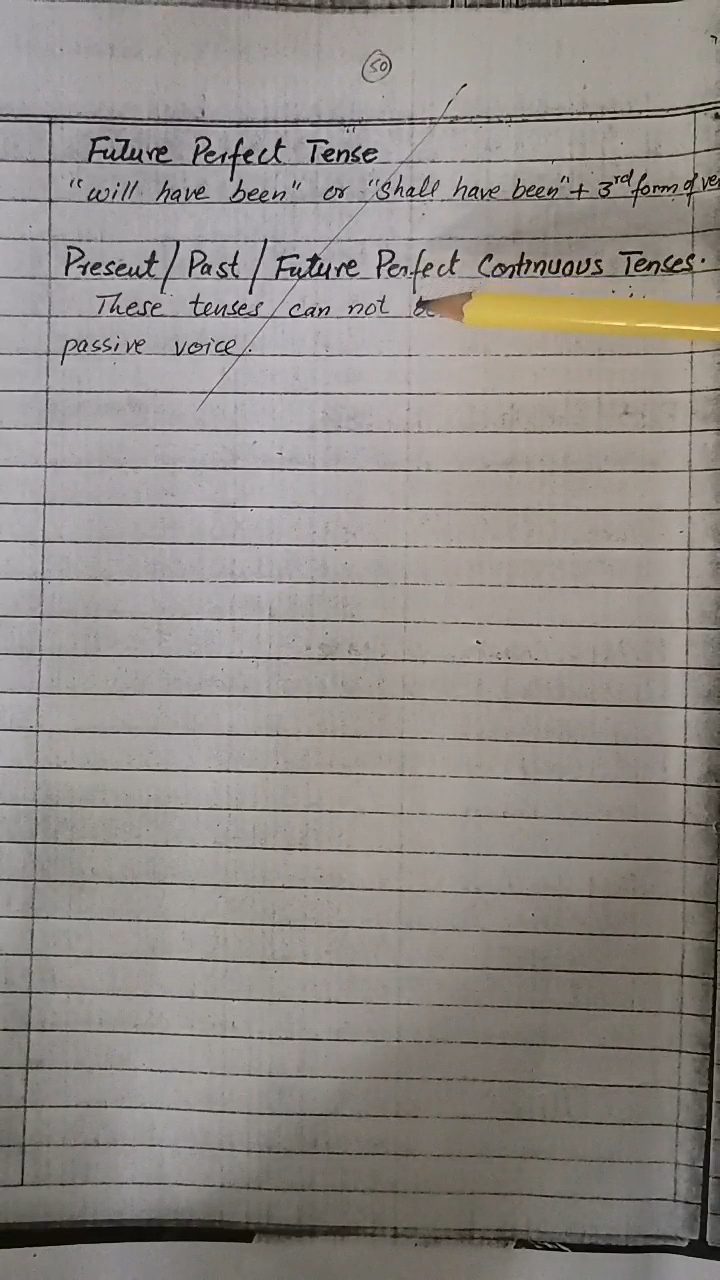 50
Future Perfect Tense
"will have been" or "shall have been" + 3rd form of ve
Present / Past / Future Perfect Continuous Tenses.
These tenses can not
passive voice.